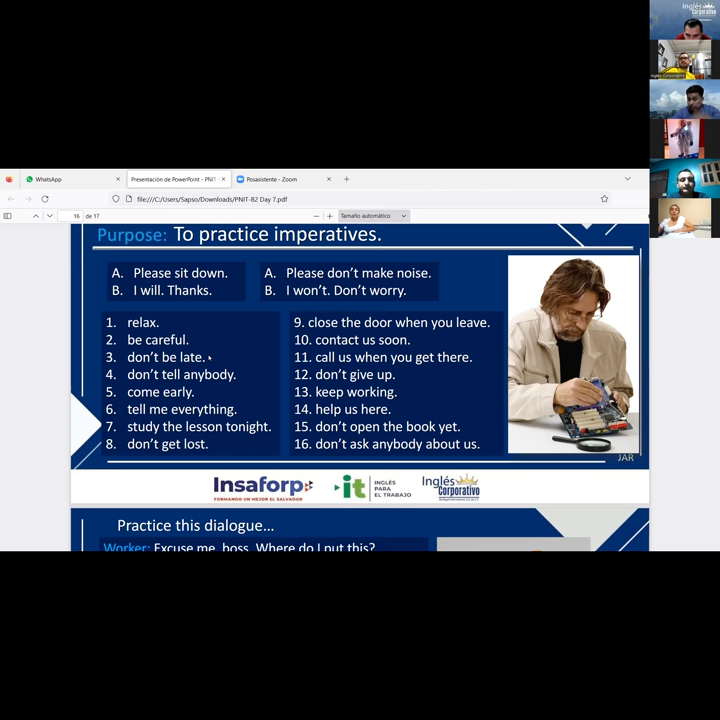 Inglés
Corporativo
Inglés Corporativo
WhatsApp
Presentación de PowerPoint - PNIT-
Posasistente - Zoom
file:///C:/Users/Sapso/Downloads/PNIT-B2 Day 7.pdf
16 de 17
Tamaño automático
Purpose: To practice imperatives.
A. Please sit down.
B. I will. Thanks.
A. Please don't make noise.
B. I won't. Don't worry.
1. relax.
2. be careful.
3. don't be late.
4. don't tell anybody.
5. come early.
6. tell me everything.
7. study the lesson tonight.
8. don't get lost.
9. close the door when you leave.
10. contact us soon.
11. call us when you get there.
12. don't give up.
13. keep working.
14. help us here.
15. don't open the book yet.
16. don't ask anybody about us.
JAR
Insaforp
FORMANDO UN MEJOR EL SALVADOR
it
INGLÉS
PARA
EL TRABAJO
Inglés
Corporativo
Practice this dialogue...
Worker: Excuse me, boss. Where do I put this?